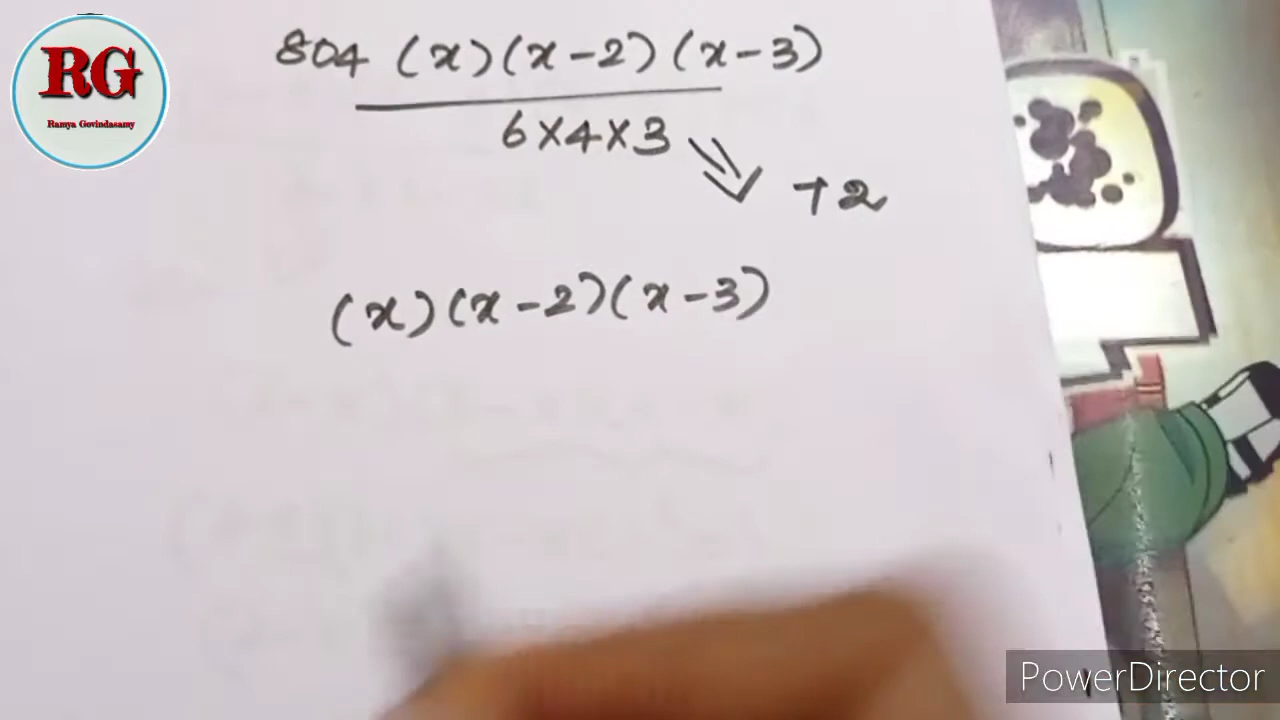 RG
Ramya Govindasamy
804 (x)(x-2)(x-3)
6×4×3
+2
(x)(x-2)(x-3)
PowerDirector